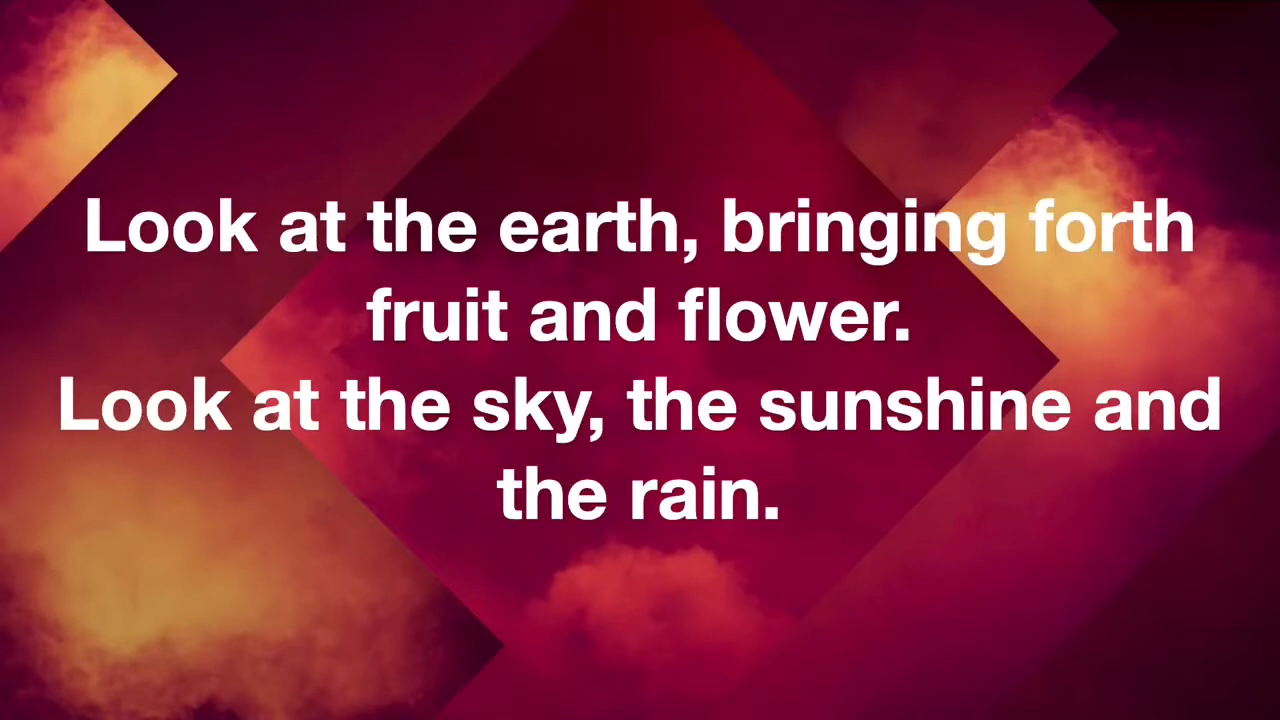 Look at the earth, bringing forth
fruit and flower.
Look at the sky, the sunshine and
the rain.